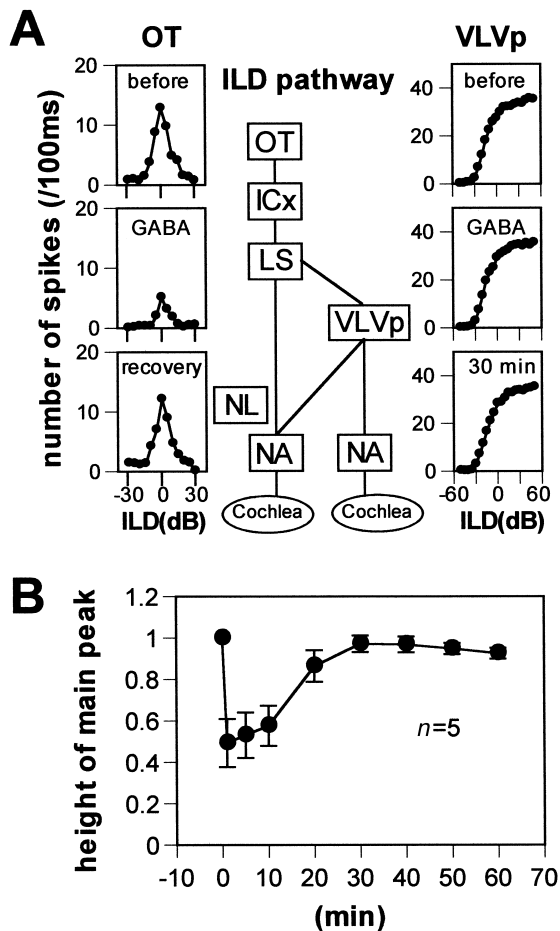 A
OT
VLVp
ILD pathway
number of spikes (/100ms)
before
20
10
0
GABA
20
10
0
recovery
20
10
0
-30 0 30
ILD(dB)
OT
ICx
LS
VLVp
NL
NA
NA
Cochlea
Cochlea
before
40
20
0
GABA
40
20
0
30 min
40
20
0
-60 0 60
ILD(dB)
B
height of main peak
1.2
1
0.8
0.6
0.4
0.2
0
n=5
-10 0 10 20 30 40 50 60 70
(min)